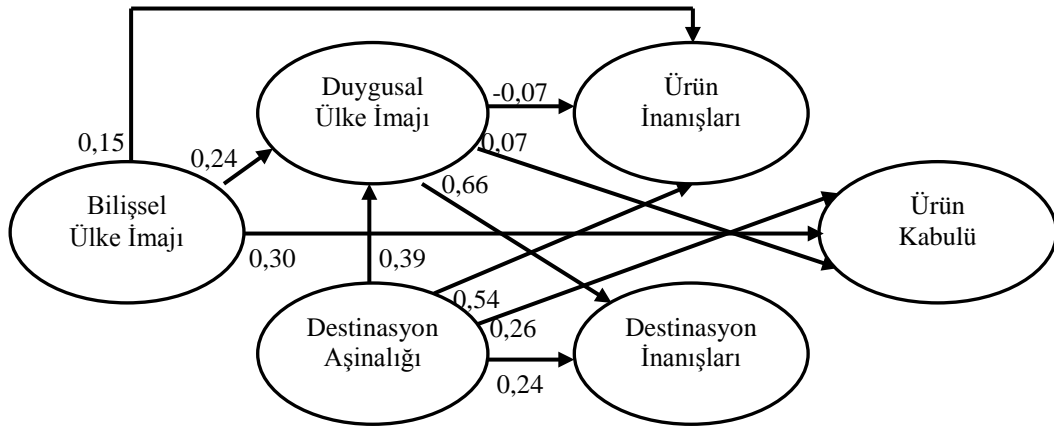 Duygusal
Ülke İmajı
-0,07
Ürün
İnanışları
0,15
0,24
0,07
0,66
Bilişsel
Ülke İmajı
Ürün
Kabulü
0,30
0,39
0,54
0,26
Destinasyon
Aşinalığı
Destinasyon
İnanışları
0,24